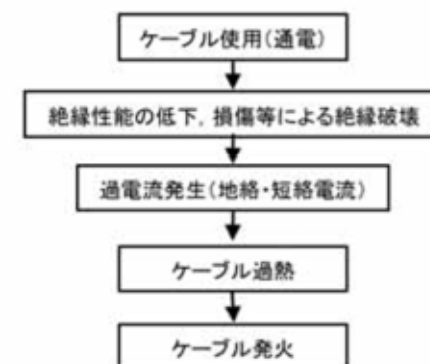 ケーブル使用(通電)
絶縁性能の低下,損傷等による絶縁破壊
過電流発生(地絡・短絡電流)
ケーブル過熱
ケーブル発火